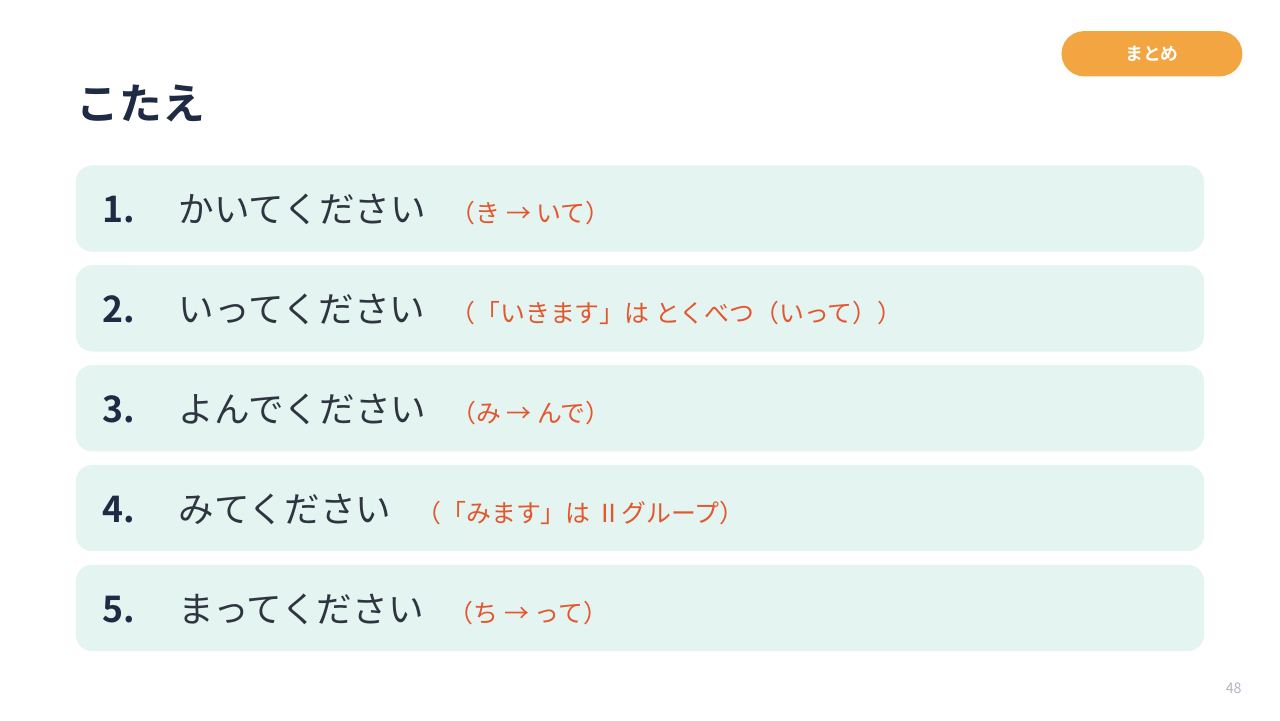 まとめ
こたえ
1. かいてください （き → いて）
2. いってください （「いきます」は とくべつ（いって））
3. よんでください （み → んで）
4. みてください （「みます」は Ⅱグループ）
5. まってください （ち → って）
48